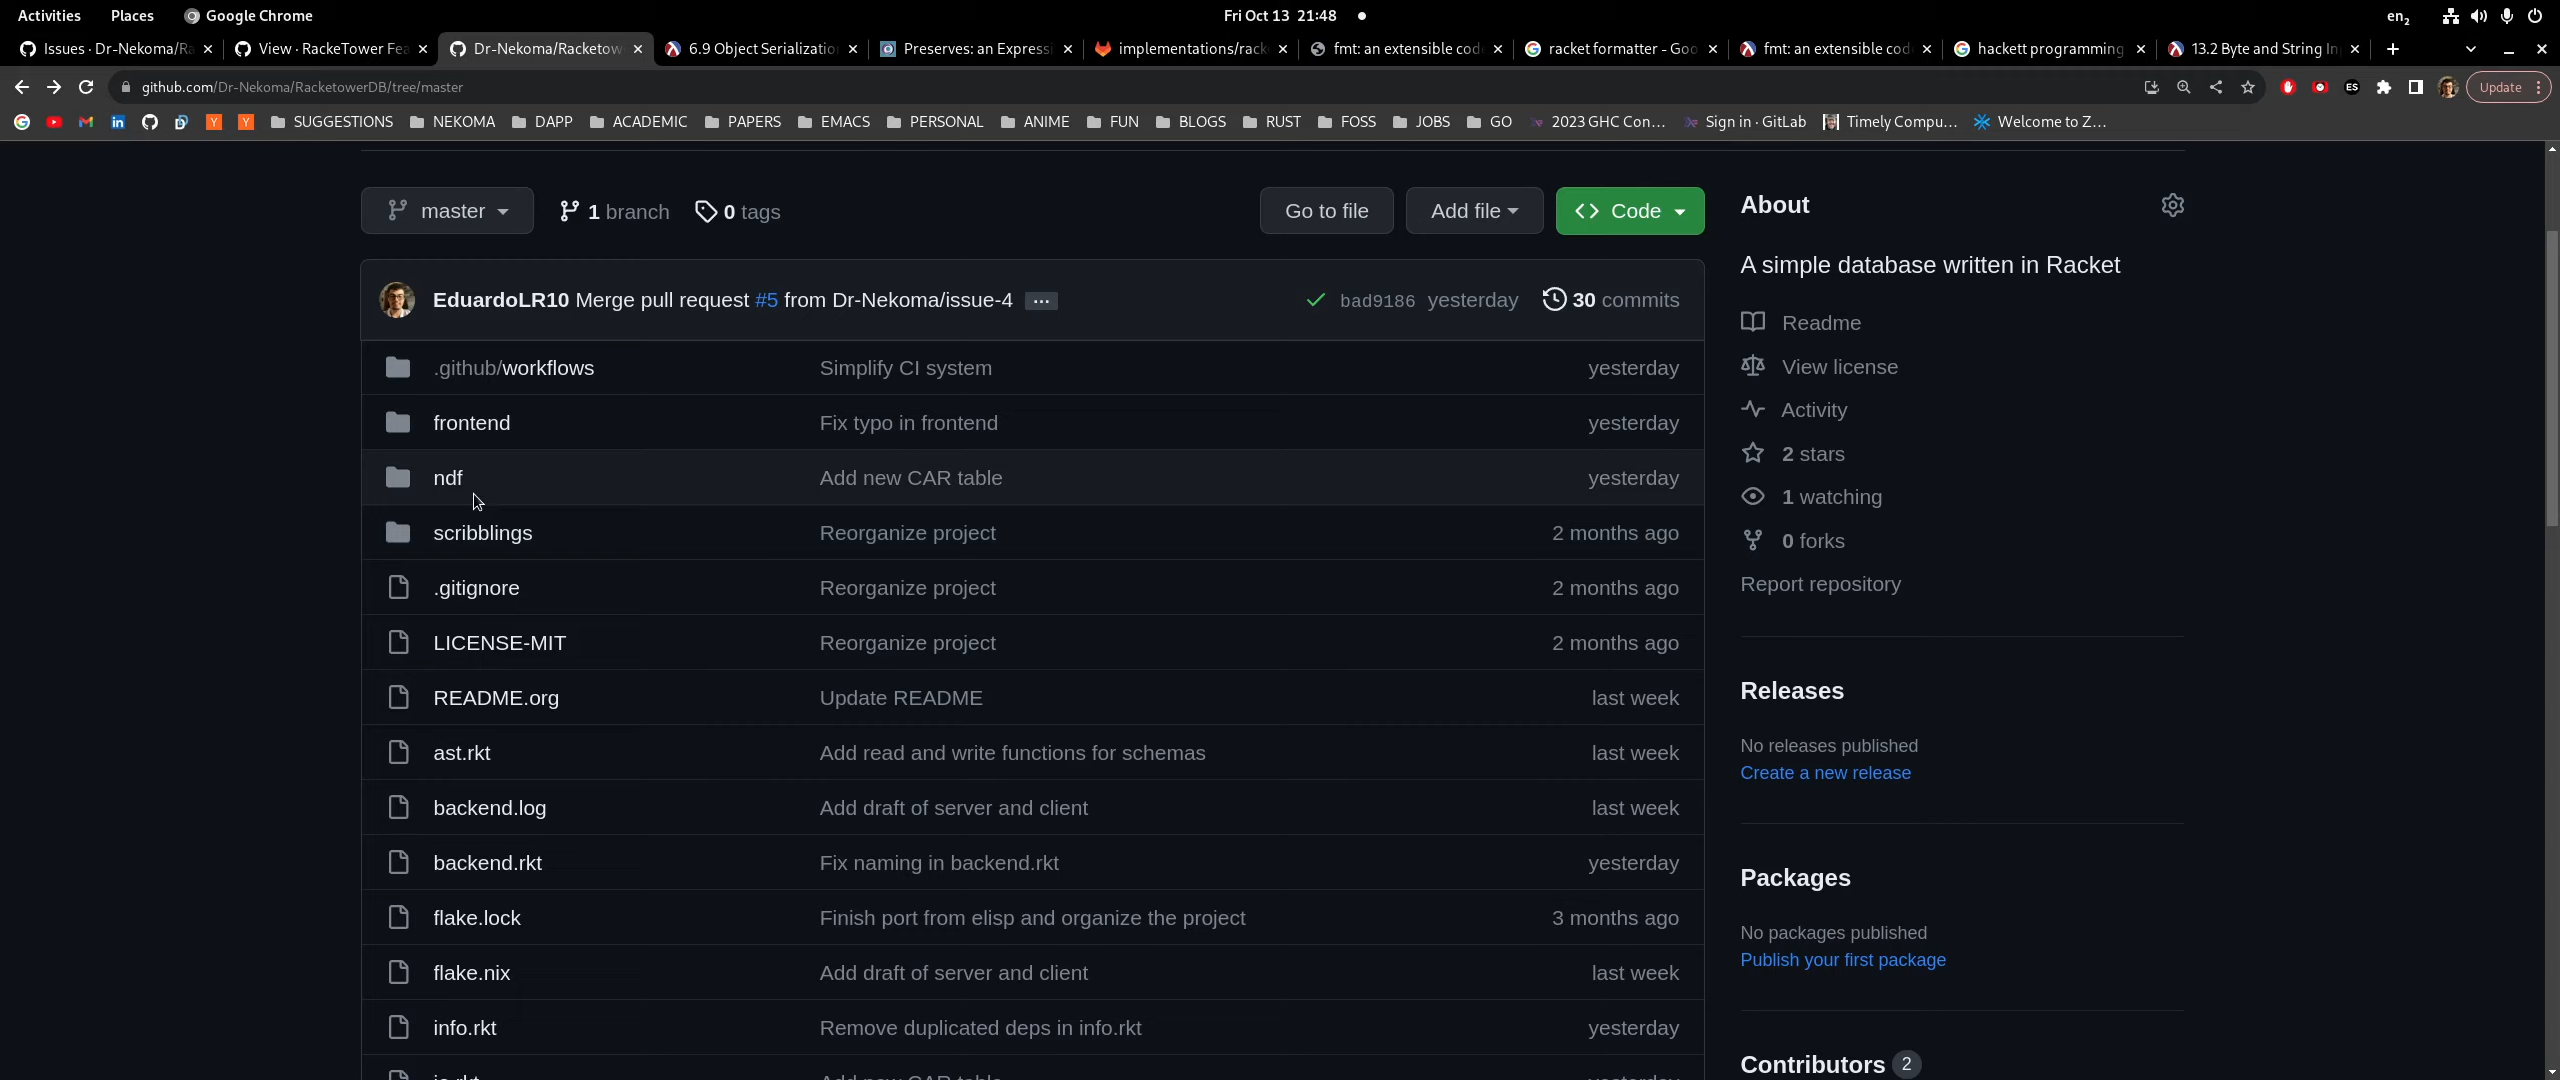 Activities Places Google Chrome Fri Oct 13 21:48 en₂
Issues · Dr-Nekoma/Ra View · RackeTower Fea Dr-Nekoma/Racketow 6.9 Object Serializatio Preserves: an Expressi implementations/rack fmt: an extensible cod racket formatter - Goo fmt: an extensible cod hackett programming 13.2 Byte and String In
github.com/Dr-Nekoma/RacketowerDB/tree/master ES Update
SUGGESTIONS NEKOMA DAPP ACADEMIC PAPERS EMACS PERSONAL ANIME FUN BLOGS RUST FOSS JOBS GO 2023 GHC Con... Sign in · GitLab Timely Compu... Welcome to Z...
master 1 branch 0 tags Go to file Add file Code
EduardoLR10 Merge pull request #5 from Dr-Nekoma/issue-4 ... bad9186 yesterday 30 commits
.github/workflows Simplify CI system yesterday
frontend Fix typo in frontend yesterday
ndf Add new CAR table yesterday
scribblings Reorganize project 2 months ago
.gitignore Reorganize project 2 months ago
LICENSE-MIT Reorganize project 2 months ago
README.org Update README last week
ast.rkt Add read and write functions for schemas last week
backend.log Add draft of server and client last week
backend.rkt Fix naming in backend.rkt yesterday
flake.lock Finish port from elisp and organize the project 3 months ago
flake.nix Add draft of server and client last week
info.rkt Remove duplicated deps in info.rkt yesterday
About
A simple database written in Racket
Readme
View license
Activity
2 stars
1 watching
0 forks
Report repository
Releases
No releases published
Create a new release
Packages
No packages published
Publish your first package
Contributors 2